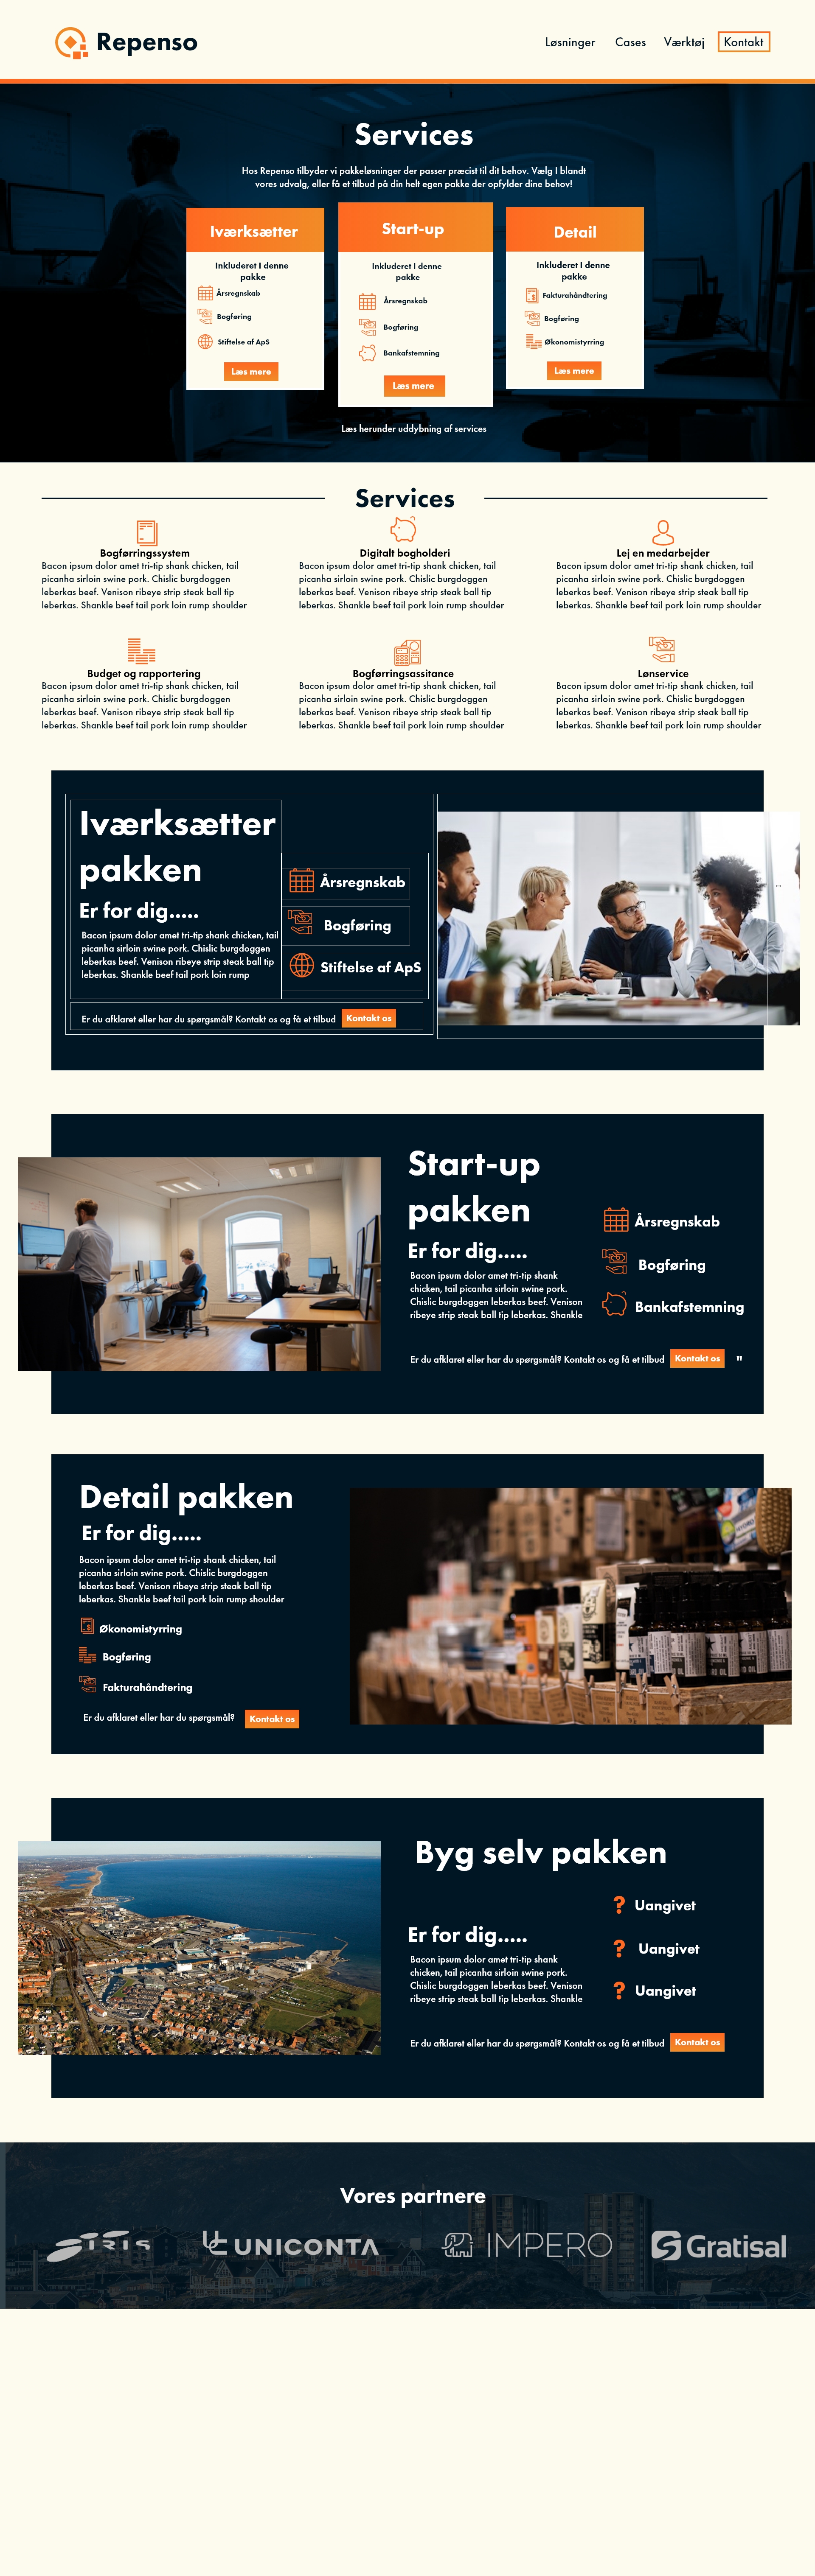 Repenso
Løsninger Cases Værktøj Kontakt
Services
Hos Repenso tilbyder vi pakkeløsninger der passer præcist til dit behov. Vælg I blandt
vores udvalg, eller få et tilbud på din helt egen pakke der opfylder dine behov!
Iværksætter
Inkluderet I denne
pakke
Årsregnskab
Bogføring
Stiftelse af ApS
Læs mere
Start-up
Inkluderet I denne
pakke
Årsregnskab
Bogføring
Bankafstemning
Læs mere
Detail
Inkluderet I denne
pakke
Fakturahåndtering
Bogføring
Økonomistyrring
Læs mere
Læs herunder uddybning af services
Services
Bogførringssystem
Bacon ipsum dolor amet tri-tip shank chicken, tail
picanha sirloin swine pork. Chislic burgdoggen
leberkas beef. Venison ribeye strip steak ball tip
leberkas. Shankle beef tail pork loin rump shoulder
Digitalt bogholderi
Bacon ipsum dolor amet tri-tip shank chicken, tail
picanha sirloin swine pork. Chislic burgdoggen
leberkas beef. Venison ribeye strip steak ball tip
leberkas. Shankle beef tail pork loin rump shoulder
Lej en medarbejder
Bacon ipsum dolor amet tri-tip shank chicken, tail
picanha sirloin swine pork. Chislic burgdoggen
leberkas beef. Venison ribeye strip steak ball tip
leberkas. Shankle beef tail pork loin rump shoulder
Budget og rapportering
Bacon ipsum dolor amet tri-tip shank chicken, tail
picanha sirloin swine pork. Chislic burgdoggen
leberkas beef. Venison ribeye strip steak ball tip
leberkas. Shankle beef tail pork loin rump shoulder
Bogførringsassitance
Bacon ipsum dolor amet tri-tip shank chicken, tail
picanha sirloin swine pork. Chislic burgdoggen
leberkas beef. Venison ribeye strip steak ball tip
leberkas. Shankle beef tail pork loin rump shoulder
Lønservice
Bacon ipsum dolor amet tri-tip shank chicken, tail
picanha sirloin swine pork. Chislic burgdoggen
leberkas beef. Venison ribeye strip steak ball tip
leberkas. Shankle beef tail pork loin rump shoulder
Iværksætter
pakken
Er for dig.....
Bacon ipsum dolor amet tri-tip shank chicken, tail
picanha sirloin swine pork. Chislic burgdoggen
leberkas beef. Venison ribeye strip steak ball tip
leberkas. Shankle beef tail pork loin rump
Årsregnskab
Bogføring
Stiftelse af ApS
Er du afklaret eller har du spørgsmål? Kontakt os og få et tilbud Kontakt os
Start-up
pakken
Er for dig.....
Bacon ipsum dolor amet tri-tip shank
chicken, tail picanha sirloin swine pork.
Chislic burgdoggen leberkas beef. Venison
ribeye strip steak ball tip leberkas. Shankle
Årsregnskab
Bogføring
Bankafstemning
Er du afklaret eller har du spørgsmål? Kontakt os og få et tilbud Kontakt os "
Detail pakken
Er for dig.....
Bacon ipsum dolor amet tri-tip shank chicken, tail
picanha sirloin swine pork. Chislic burgdoggen
leberkas beef. Venison ribeye strip steak ball tip
leberkas. Shankle beef tail pork loin rump shoulder
Økonomistyrring
Bogføring
Fakturahåndtering
Er du afklaret eller har du spørgsmål? Kontakt os
Byg selv pakken
Er for dig.....
Bacon ipsum dolor amet tri-tip shank
chicken, tail picanha sirloin swine pork.
Chislic burgdoggen leberkas beef. Venison
ribeye strip steak ball tip leberkas. Shankle
? Uangivet
? Uangivet
? Uangivet
Er du afklaret eller har du spørgsmål? Kontakt os og få et tilbud Kontakt os
Vores partnere
UNICONTA IMPERO Gratisal